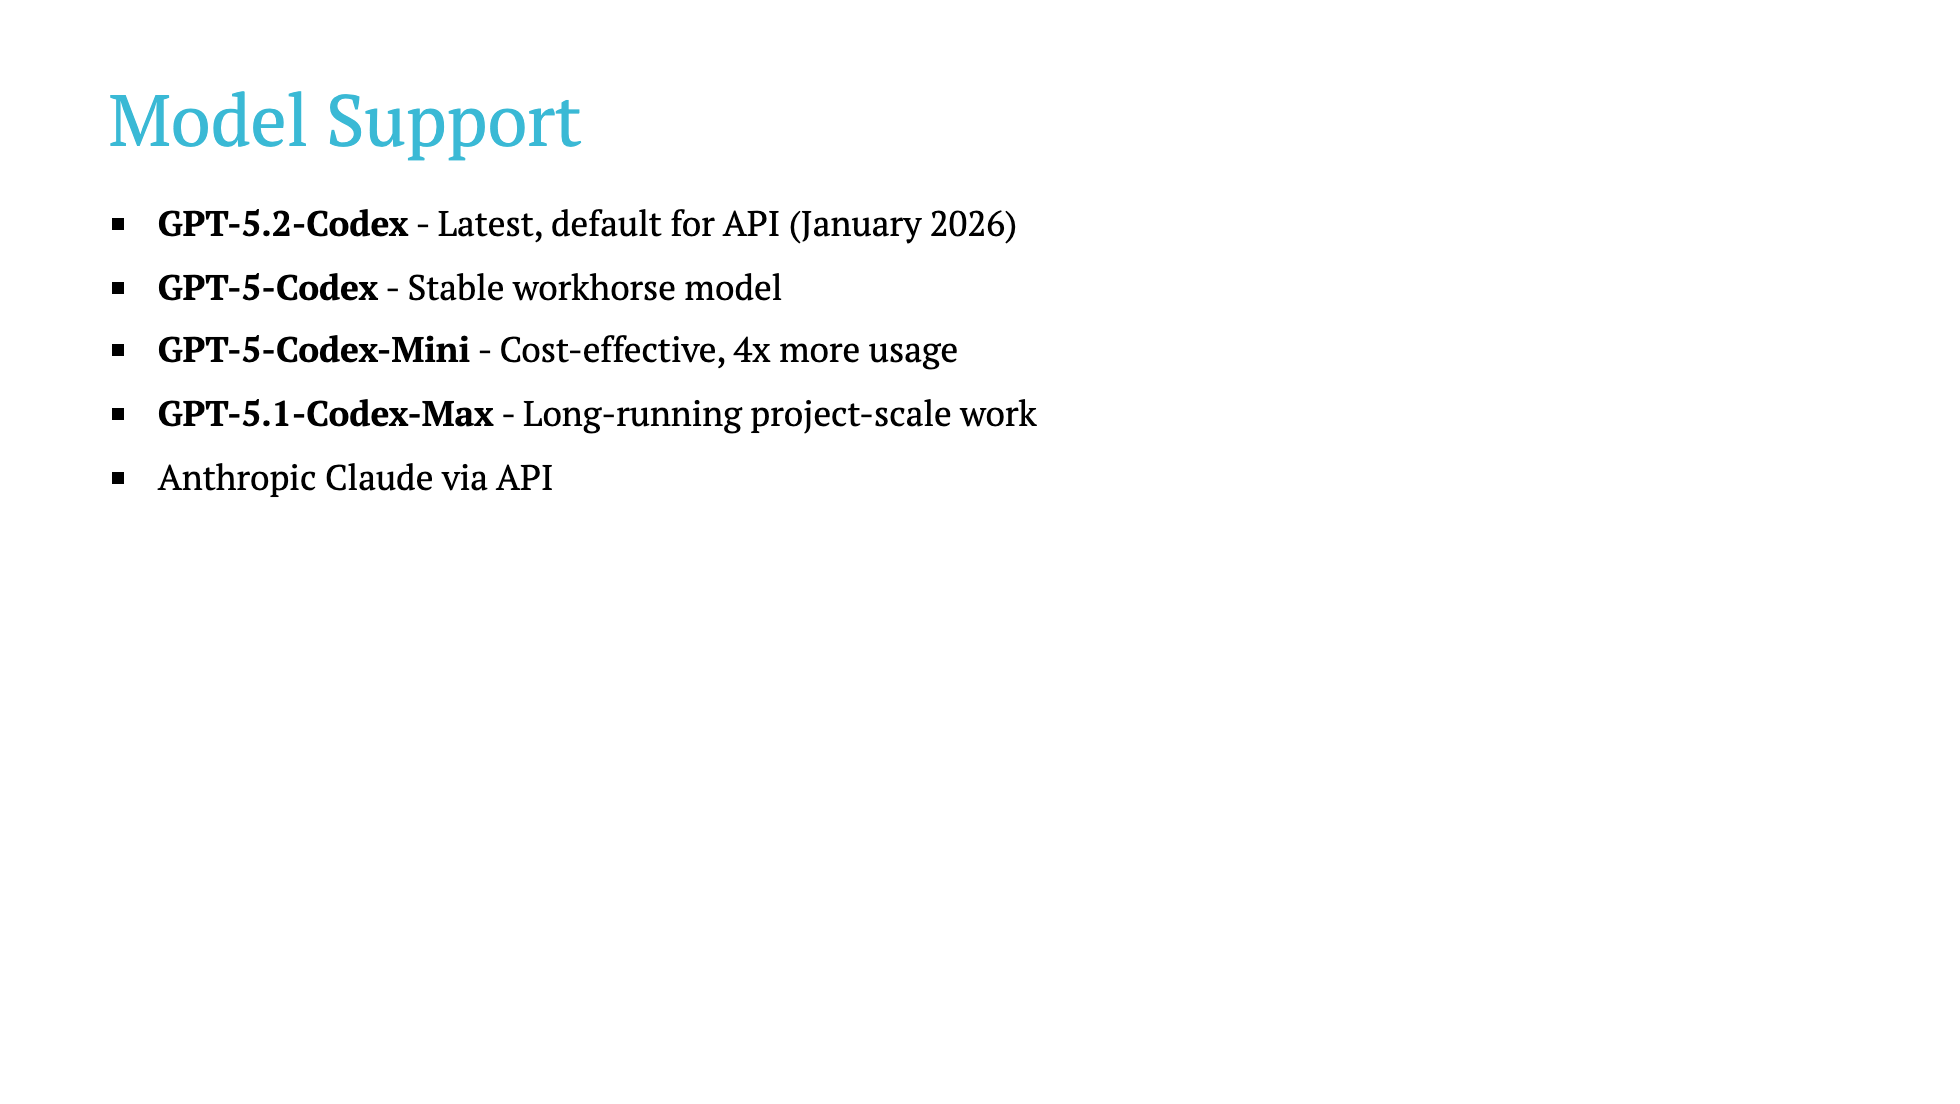 Model Support
▪ GPT-5.2-Codex - Latest, default for API (January 2026)
▪ GPT-5-Codex - Stable workhorse model
▪ GPT-5-Codex-Mini - Cost-effective, 4x more usage
▪ GPT-5.1-Codex-Max - Long-running project-scale work
▪ Anthropic Claude via API